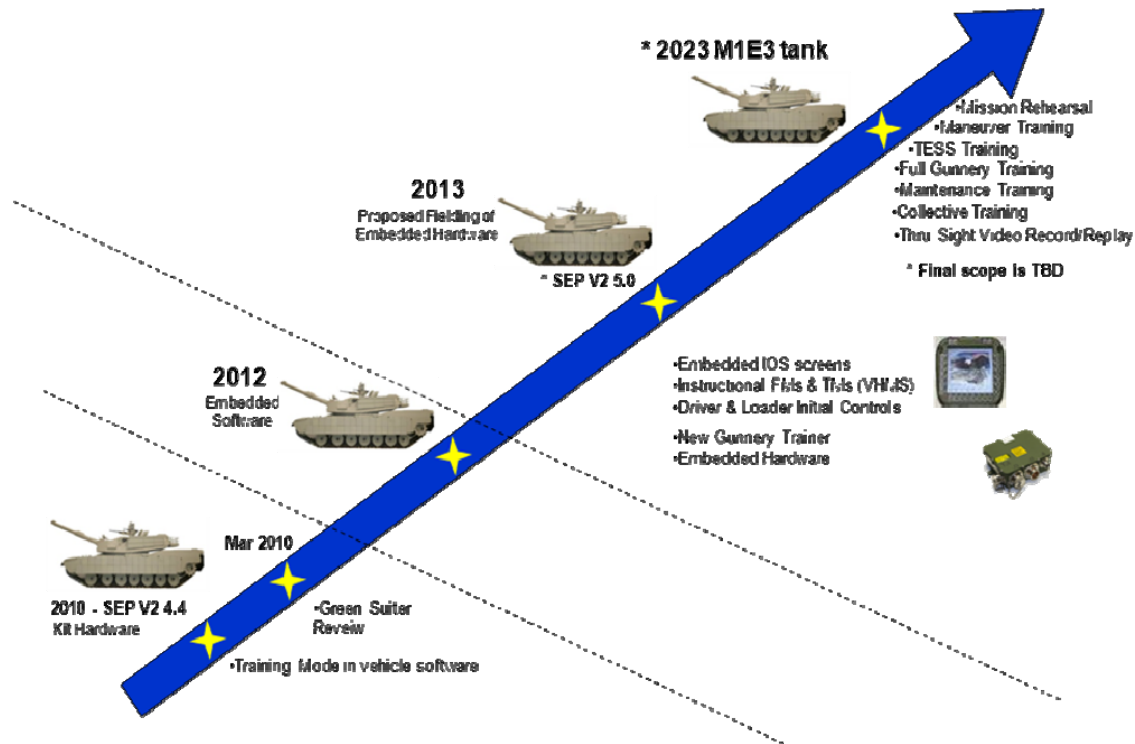 * 2023 M1E3 tank
•Mission Rehearsal
•Maneuver Training
•TESS Training
•Full Gunnery Training
•Maintenance Training
•Collective Training
•Thru Sight Video Record/Replay
* Final scope is TBD
2013
Proposed Fielding of
Embedded Hardware
* SEP V2 5.0
•Embedded IOS screens
•Instructional FMs & TMs (VHMS)
•Driver & Loader Initial Controls
•New Gunnery Trainer
•Embedded Hardware
2012
Embedded
Software
Mar 2010
2010 - SEP V2 4.4
Kit Hardware
•Green Suiter
Reveiw
•Training Mode in vehicle software